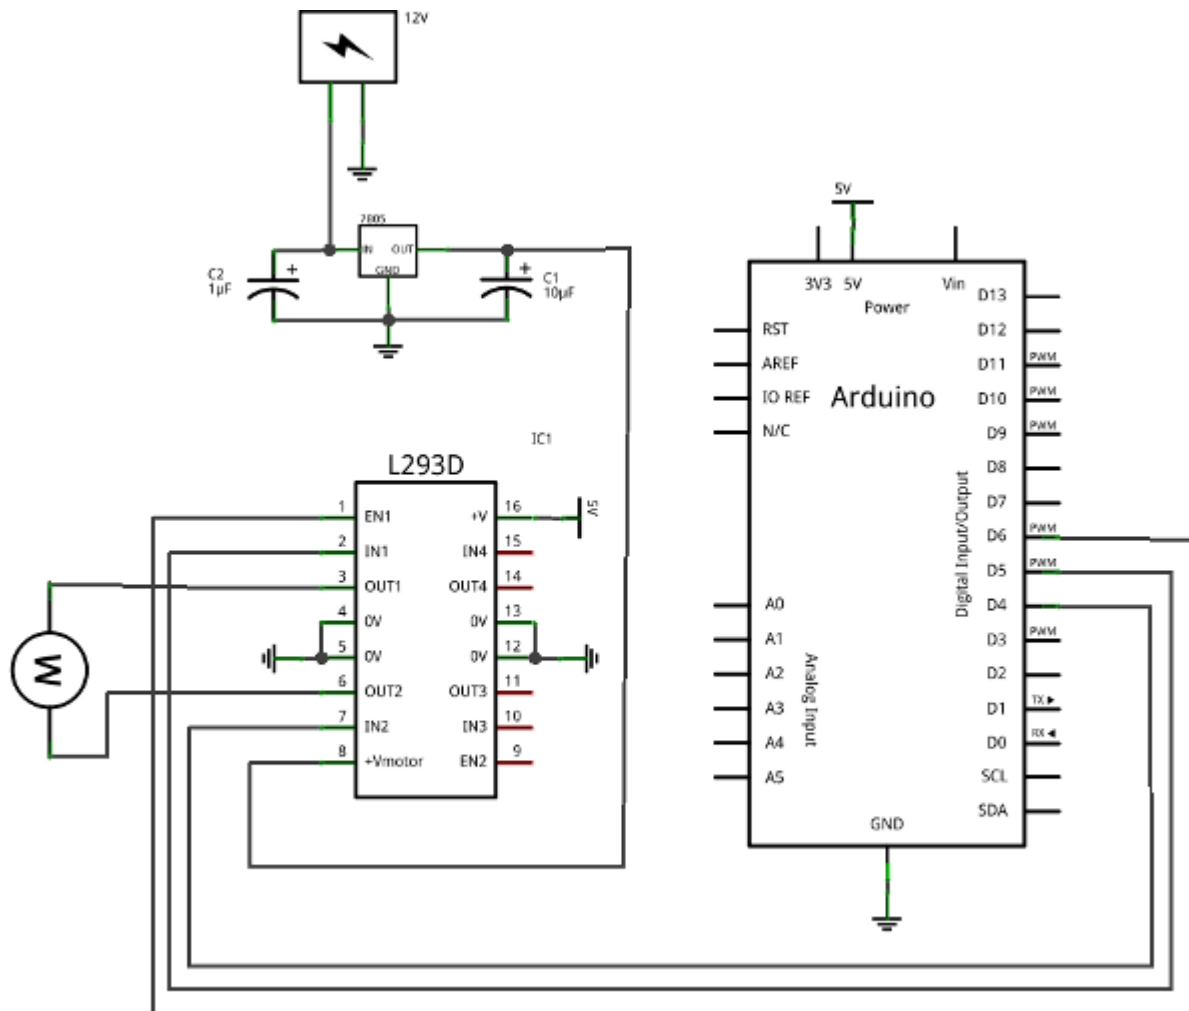 12V
7805
IN OUT
GND
C2
1µF
+
C1
10µF
+
5V
3V3 5V Vin
Power
Arduino
RST
AREF
IO REF
N/C
A0
A1
A2
A3
A4
A5
Analog Input
D13
D12
D11 PWM
D10 PWM
D9 PWM
D8
D7
D6 PWM
D5 PWM
D4
D3 PWM
D2
D1 TX
D0 RX
SCL
SDA
Digital Input/Output
GND
IC1
L293D
1 EN1 +V 16
5V
2 IN1 IN4 15
3 OUT1 OUT4 14
4 0V 0V 13
5 0V 0V 12
6 OUT2 OUT3 11
7 IN2 IN3 10
8 +Vmotor EN2 9
M